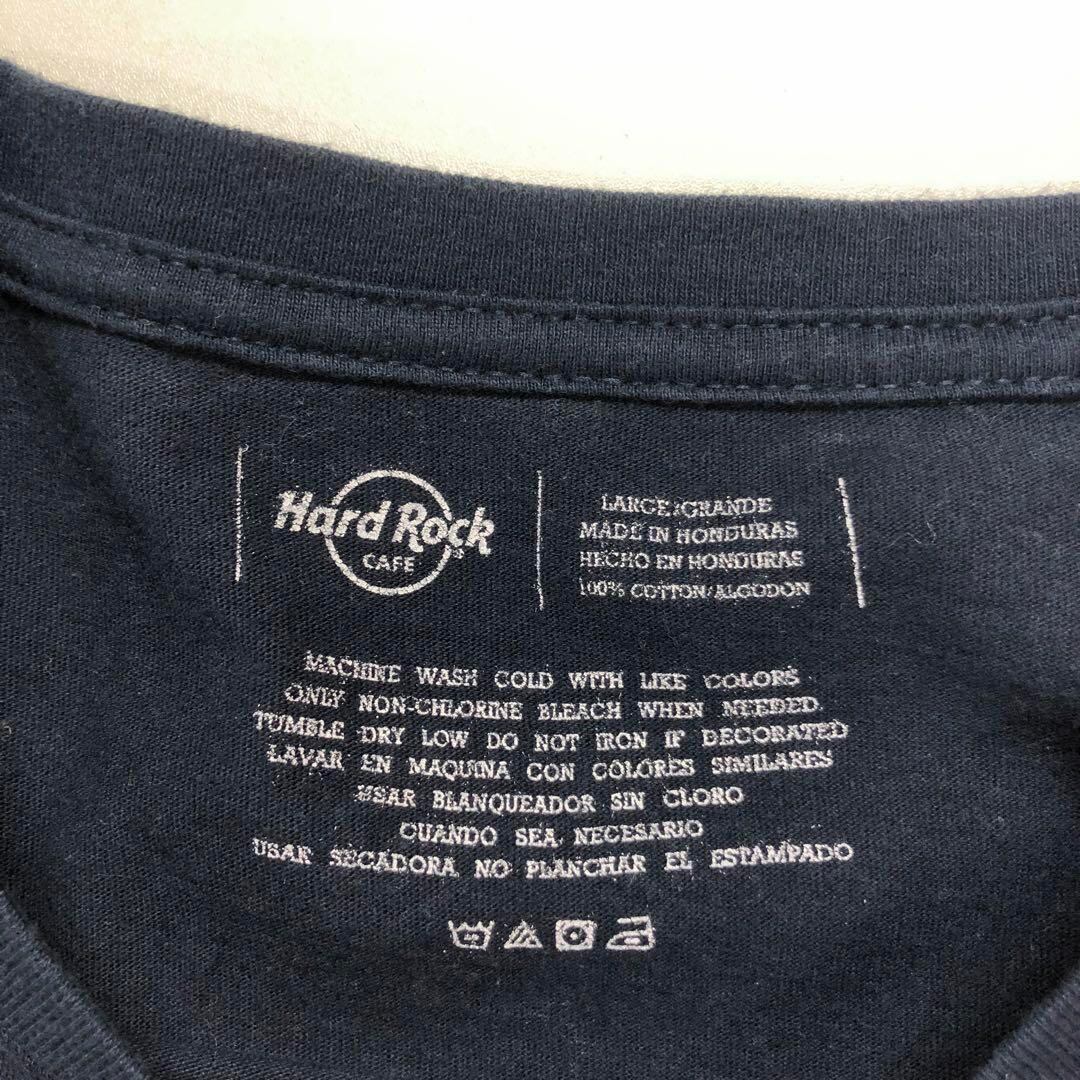 Hard Rock
CAFE
LARGE/GRANDE
MADE IN HONDURAS
HECHO EN HONDURAS
100% COTTON/ALGODON
MACHINE WASH COLD WITH LIKE COLORS
ONLY NON-CHLORINE BLEACH WHEN NEEDED
TUMBLE DRY LOW DO NOT IRON IF DECORATED
LAVAR EN MAQUINA CON COLORES SIMILARES
USAR BLANQUEADOR SIN CLORO
CUANDO SEA NECESARIO
USAR SECADORA NO PLANCHAR EL ESTAMPADO